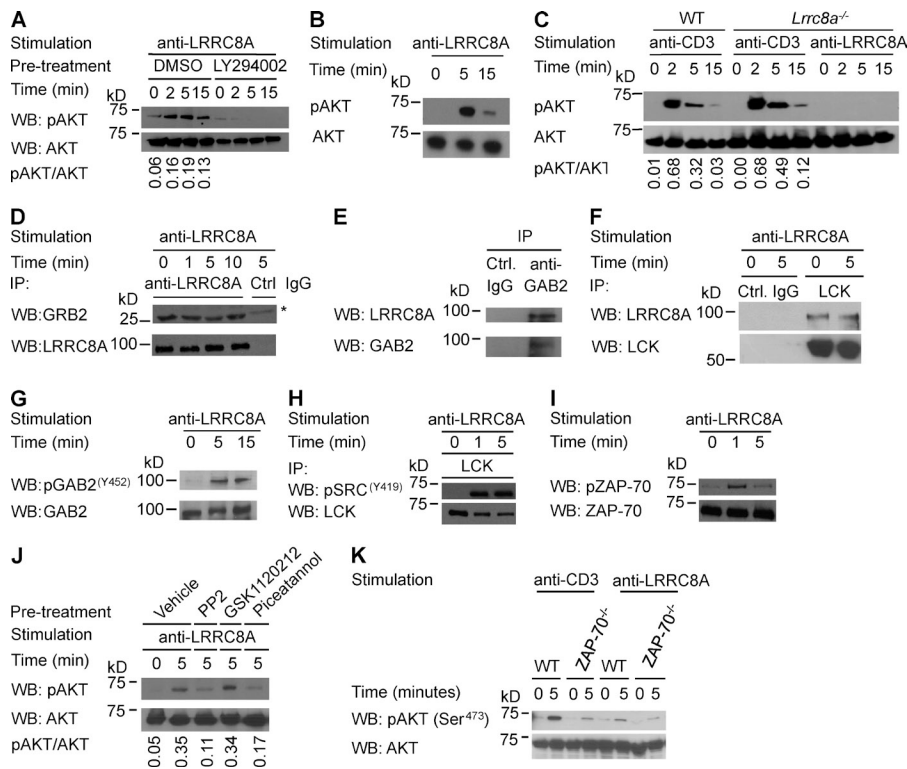 A
Stimulation anti-LRRC8A
Pre-treatment DMSO LY294002
Time (min) 0 2 5 15 0 2 5 15
kD
75
WB: pAKT
75
WB: AKT
pAKT/AKT 0.06 0.16 0.19 0.13
B
Stimulation anti-LRRC8A
Time (min) 0 5 15
kD
pAKT 75
75
AKT
C
WT Lrrc8a-/-
Stimulation anti-CD3 anti-CD3 anti-LRRC8A
Time (min) 0 2 5 15 0 2 5 15 0 2 5 15
kD
pAKT 75
75
AKT
pAKT/AKT 0.01 0.68 0.32 0.03 0.00 0.68 0.49 0.12
D
Stimulation anti-LRRC8A
Time (min) 0 1 5 10 5
IP: anti-LRRC8A Ctrl IgG
kD
WB:GRB2 25 *
WB:LRRC8A 100
E
IP
Ctrl. IgG anti-GAB2
kD
WB: LRRC8A 100
WB: GAB2 100
F
Stimulation anti-LRRC8A
Time (min) 0 5 0 5
IP:
kD Ctrl. IgG LCK
WB: LRRC8A 100
WB: LCK
50
G
Stimulation anti-LRRC8A
Time (min) 0 5 15
kD
WB:pGAB2(Y452) 100
WB:GAB2 100
H
Stimulation anti-LRRC8A
Time (min) 0 1 5
IP: kD LCK
75
WB: pSRC(Y419)
75
WB: LCK
I
Stimulation anti-LRRC8A
Time (min) 0 1 5
kD
WB: pZAP-70 75
75
WB: ZAP-70
J
Pre-treatment Vehicle PP2 GSK1120212 Piceatannol
Stimulation anti-LRRC8A
Time (min) 0 5 5 5 5
kD
WB: pAKT 75
75
WB: AKT
pAKT/AKT 0.05 0.35 0.11 0.34 0.17
K
Stimulation anti-CD3 anti-LRRC8A
WT ZAP-70-/- WT ZAP-70-/-
Time (minutes) 0 5 0 5 0 5 0 5
kD
WB: pAKT (Ser473) 75
75
WB: AKT